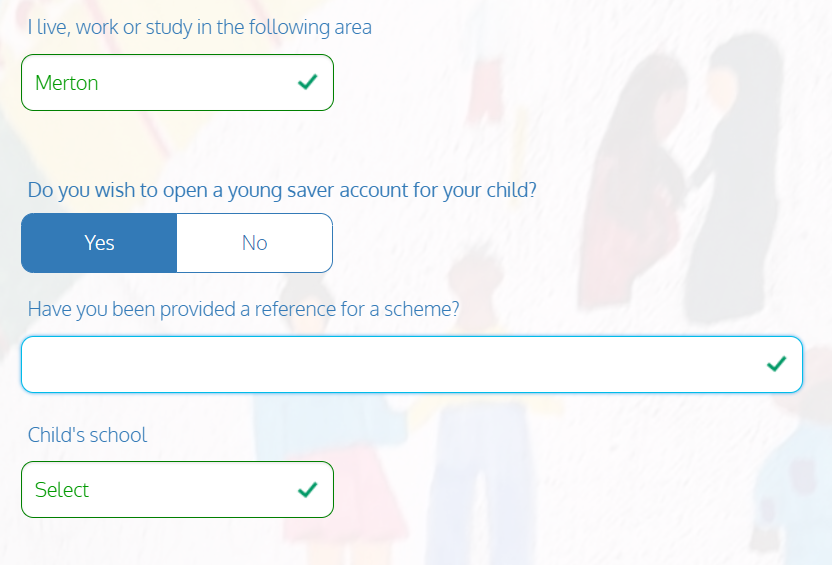 I live, work or study in the following area
Merton
Do you wish to open a young saver account for your child?
Yes No
Have you been provided a reference for a scheme?
Child's school
Select